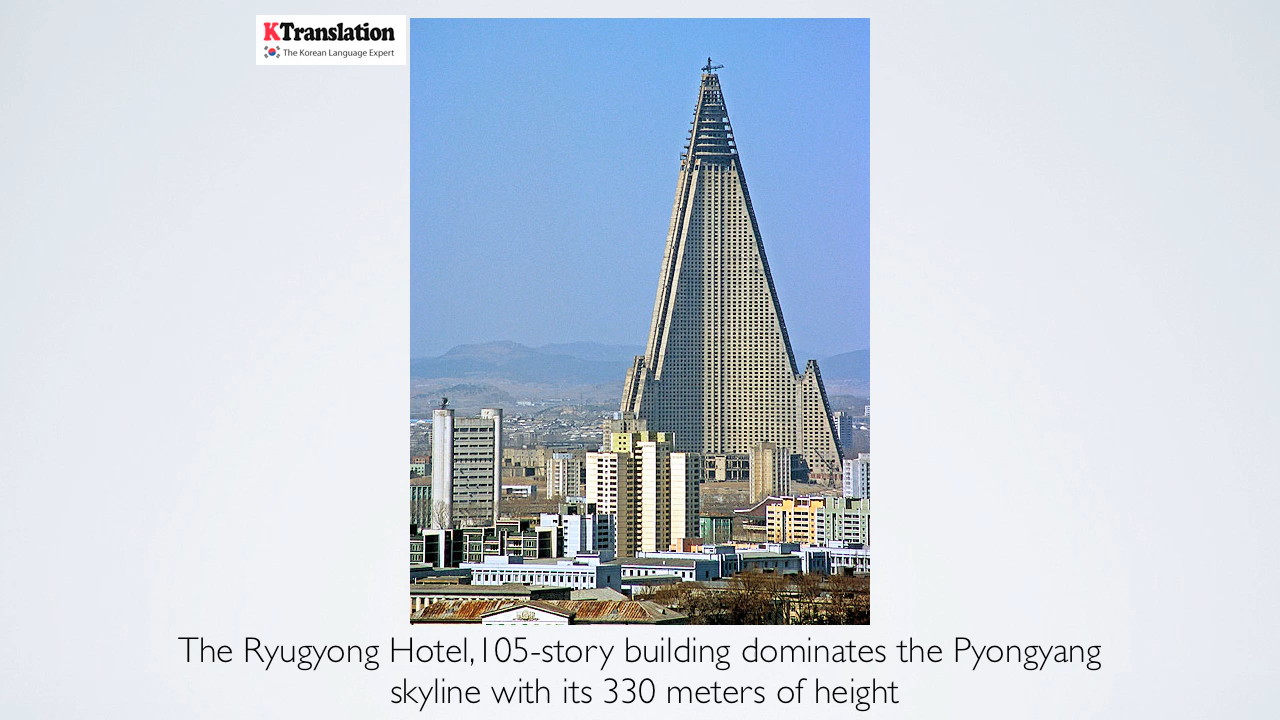 KTranslation
The Korean Language Expert
The Ryugyong Hotel,105-story building dominates the Pyongyang
skyline with its 330 meters of height